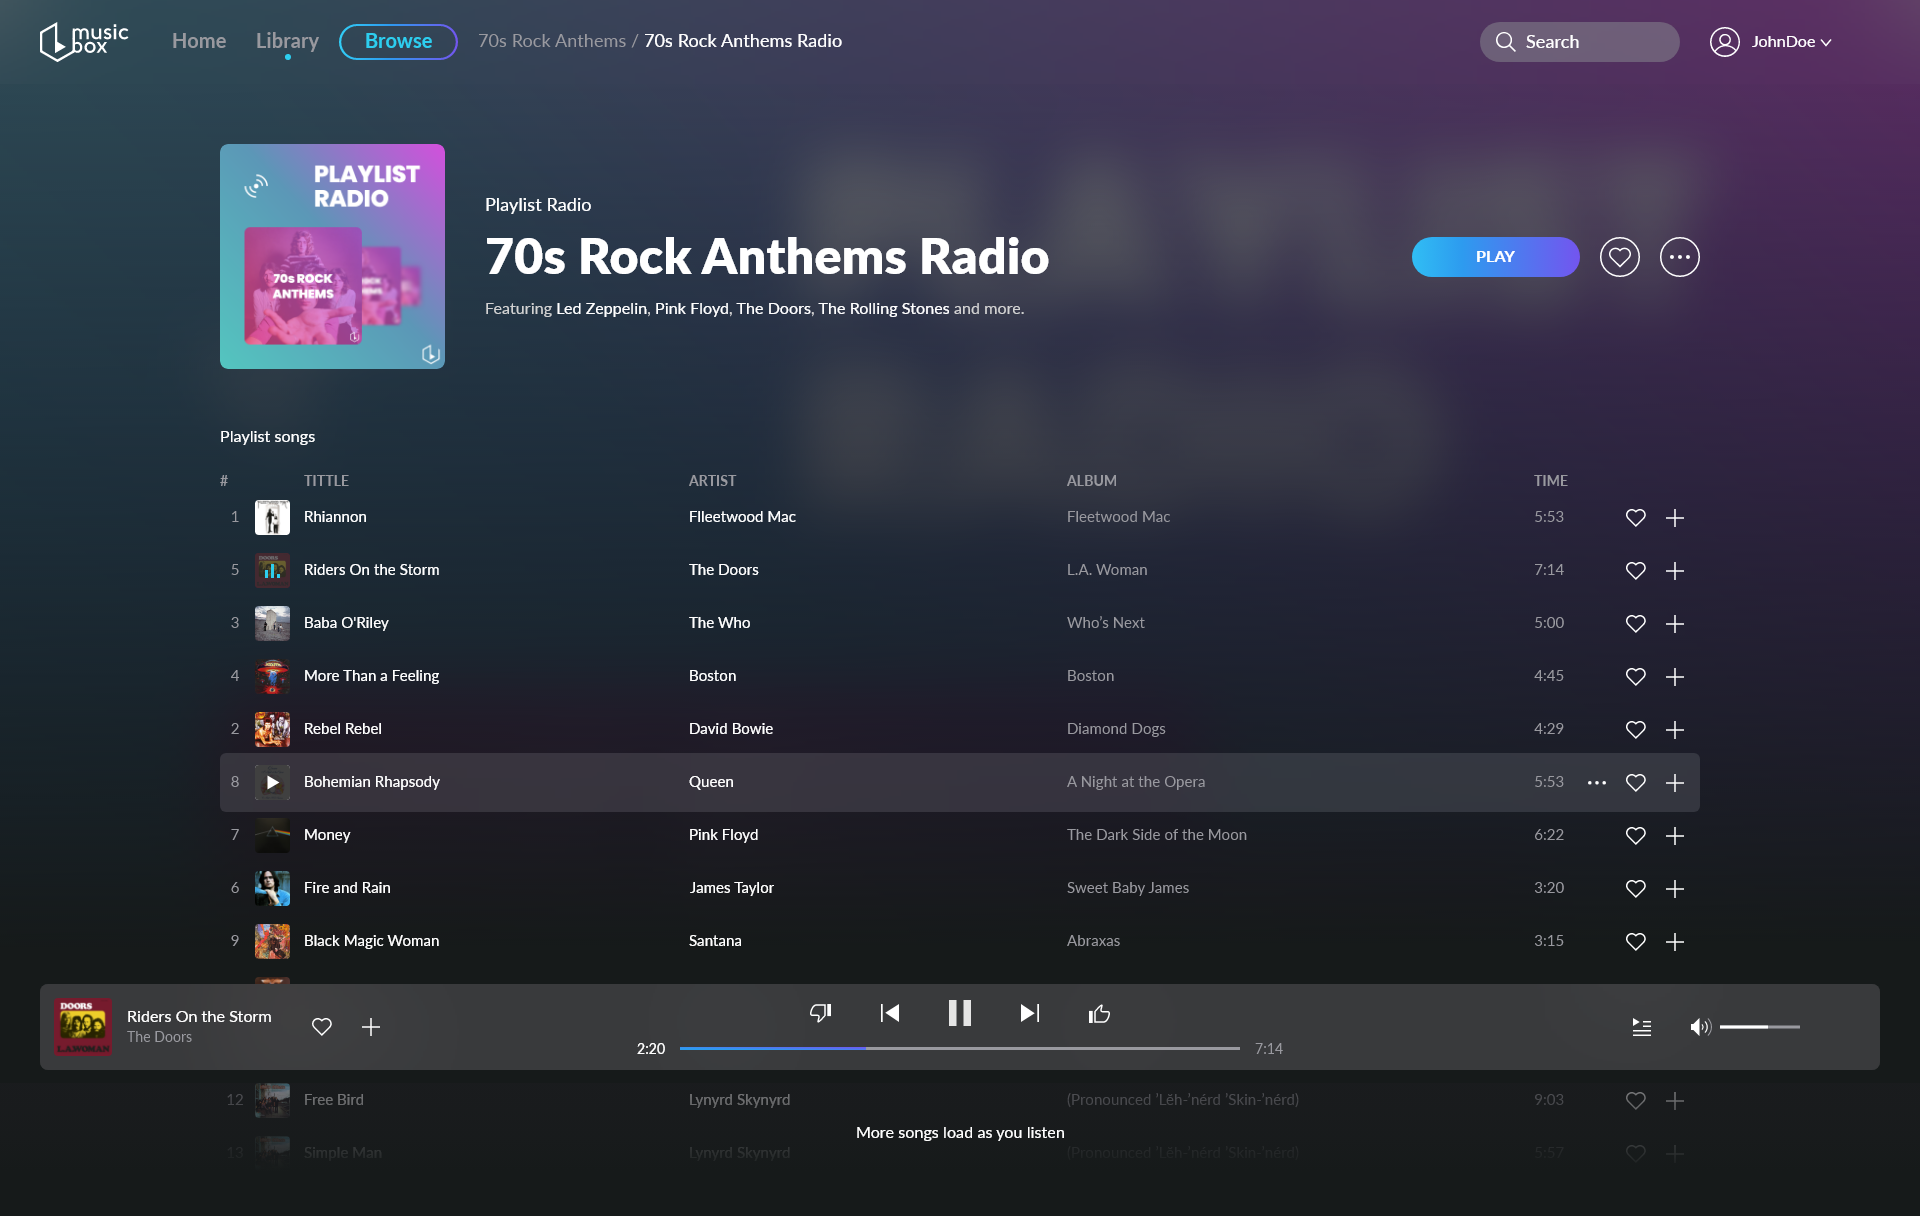 music
box
Home Library Browse 70s Rock Anthems / 70s Rock Anthems Radio Search JohnDoe
PLAYLIST
RADIO
70s ROCK
ANTHEMS
Playlist Radio
70s Rock Anthems Radio
Featuring Led Zeppelin, Pink Floyd, The Doors, The Rolling Stones and more.
PLAY
Playlist songs
# TITTLE ARTIST ALBUM TIME
1 Rhiannon Flleetwood Mac Fleetwood Mac 5:53
5 Riders On the Storm The Doors L.A. Woman 7:14
3 Baba O'Riley The Who Who's Next 5:00
4 More Than a Feeling Boston Boston 4:45
2 Rebel Rebel David Bowie Diamond Dogs 4:29
8 Bohemian Rhapsody Queen A Night at the Opera 5:53
7 Money Pink Floyd The Dark Side of the Moon 6:22
6 Fire and Rain James Taylor Sweet Baby James 3:20
9 Black Magic Woman Santana Abraxas 3:15
DOORS
L.A.WOMAN
Riders On the Storm
The Doors
2:20 7:14
12 Free Bird Lynyrd Skynyrd (Pronounced 'Lĕh-'nérd 'Skin-'nérd) 9:03
More songs load as you listen
13 Simple Man Lynyrd Skynyrd (Pronounced 'Lĕh-'nérd 'Skin-'nérd) 5:57